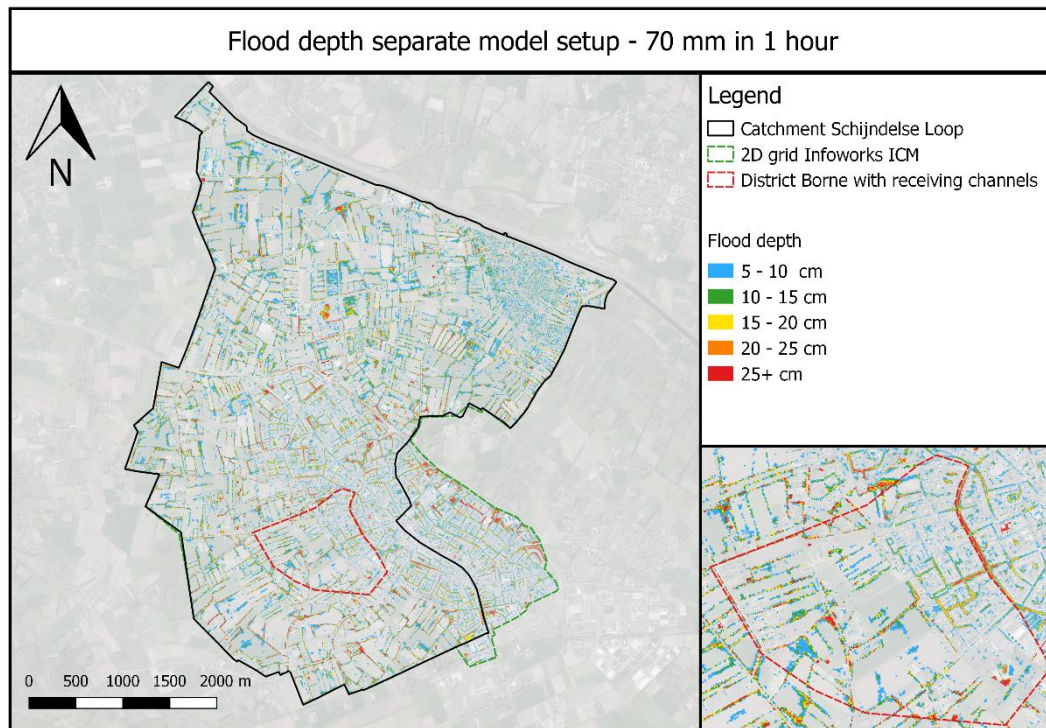 Flood depth separate model setup - 70 mm in 1 hour
N
0 500 1000 1500 2000 m
Legend
Catchment Schijndelse Loop
2D grid Infoworks ICM
District Borne with receiving channels
Flood depth
5 - 10 cm
10 - 15 cm
15 - 20 cm
20 - 25 cm
25+ cm